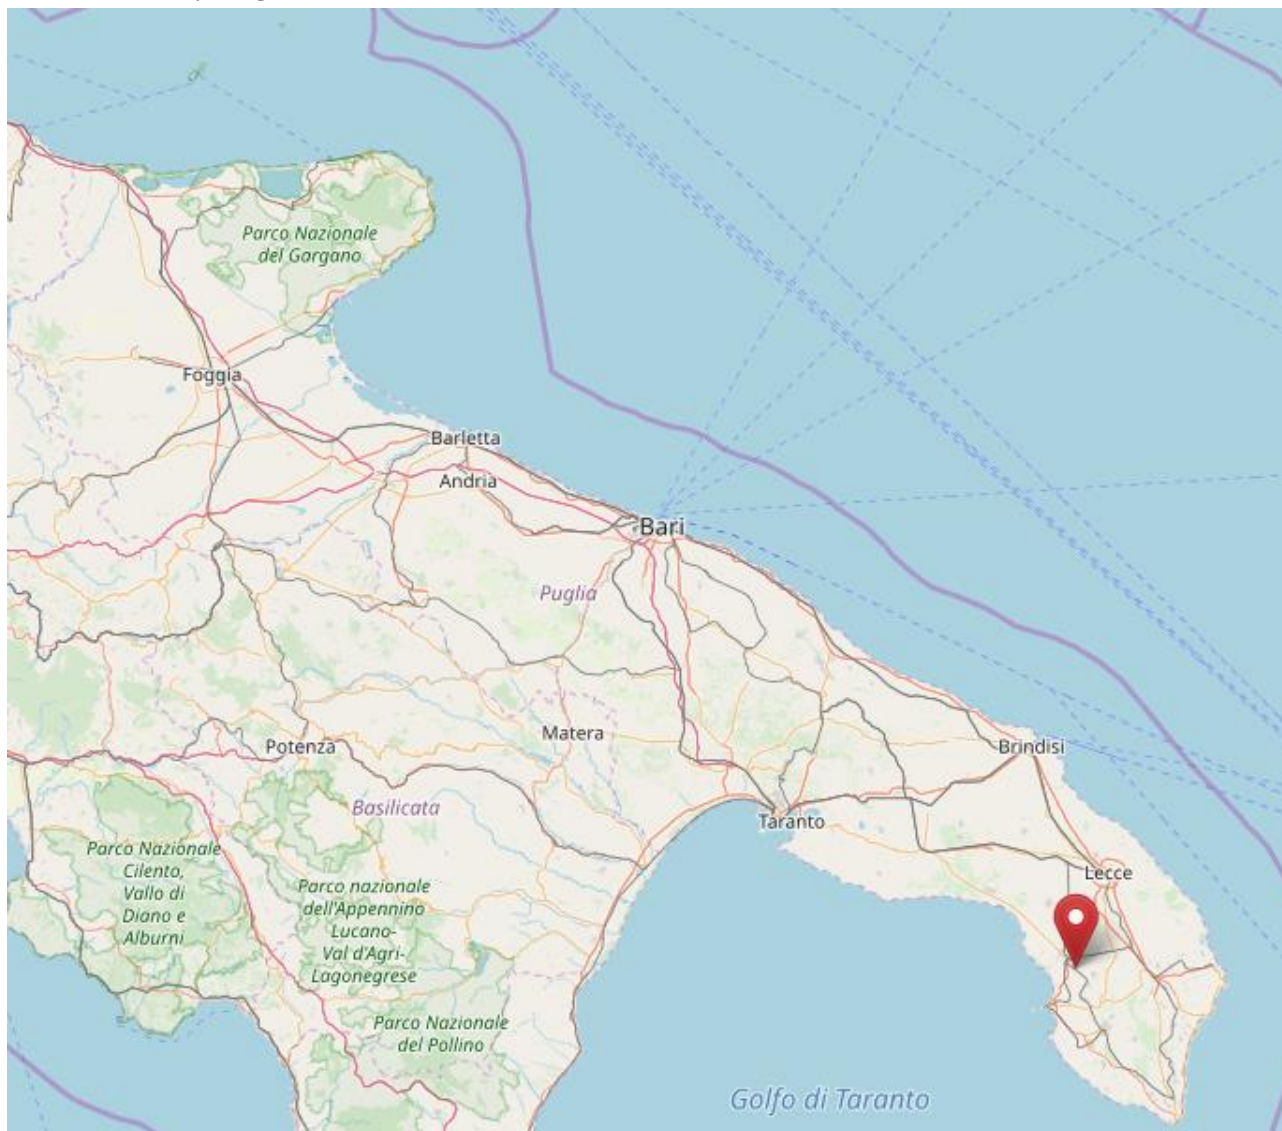 Parco Nazionale
del Gargano
Foggia
Barletta
Andria
Bari
Puglia
Matera
Potenza
Brindisi
Basilicata
Taranto
Parco Nazionale
Cilento,
Vallo di
Diano e
Alburni
Lecce
Parco nazionale
dell'Appennino
Lucano-
Val d'Agri-
Lagonegrese
Parco Nazionale
del Pollino
Golfo di Taranto